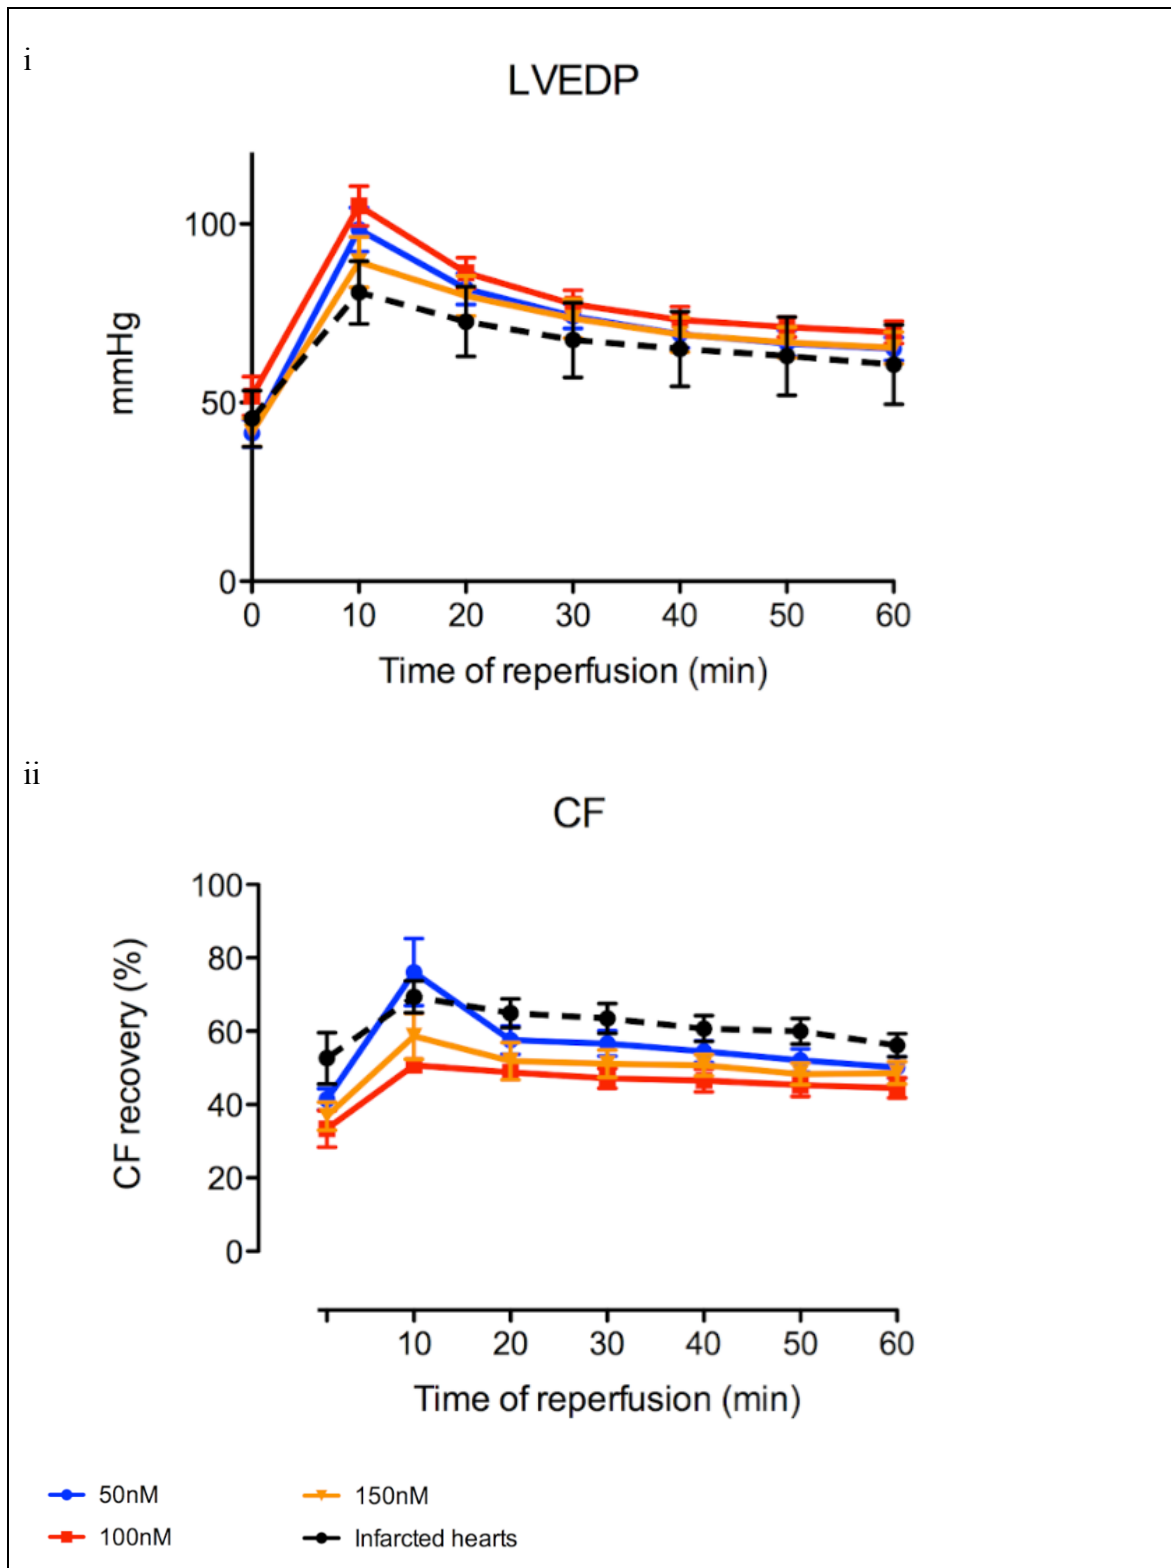 i
LVEDP
mmHg
100
50
0
0 10 20 30 40 50 60
Time of reperfusion (min)
ii
CF
CF recovery (%)
100
80
60
40
20
0
10 20 30 40 50 60
Time of reperfusion (min)
50nM 150nM
100nM Infarcted hearts